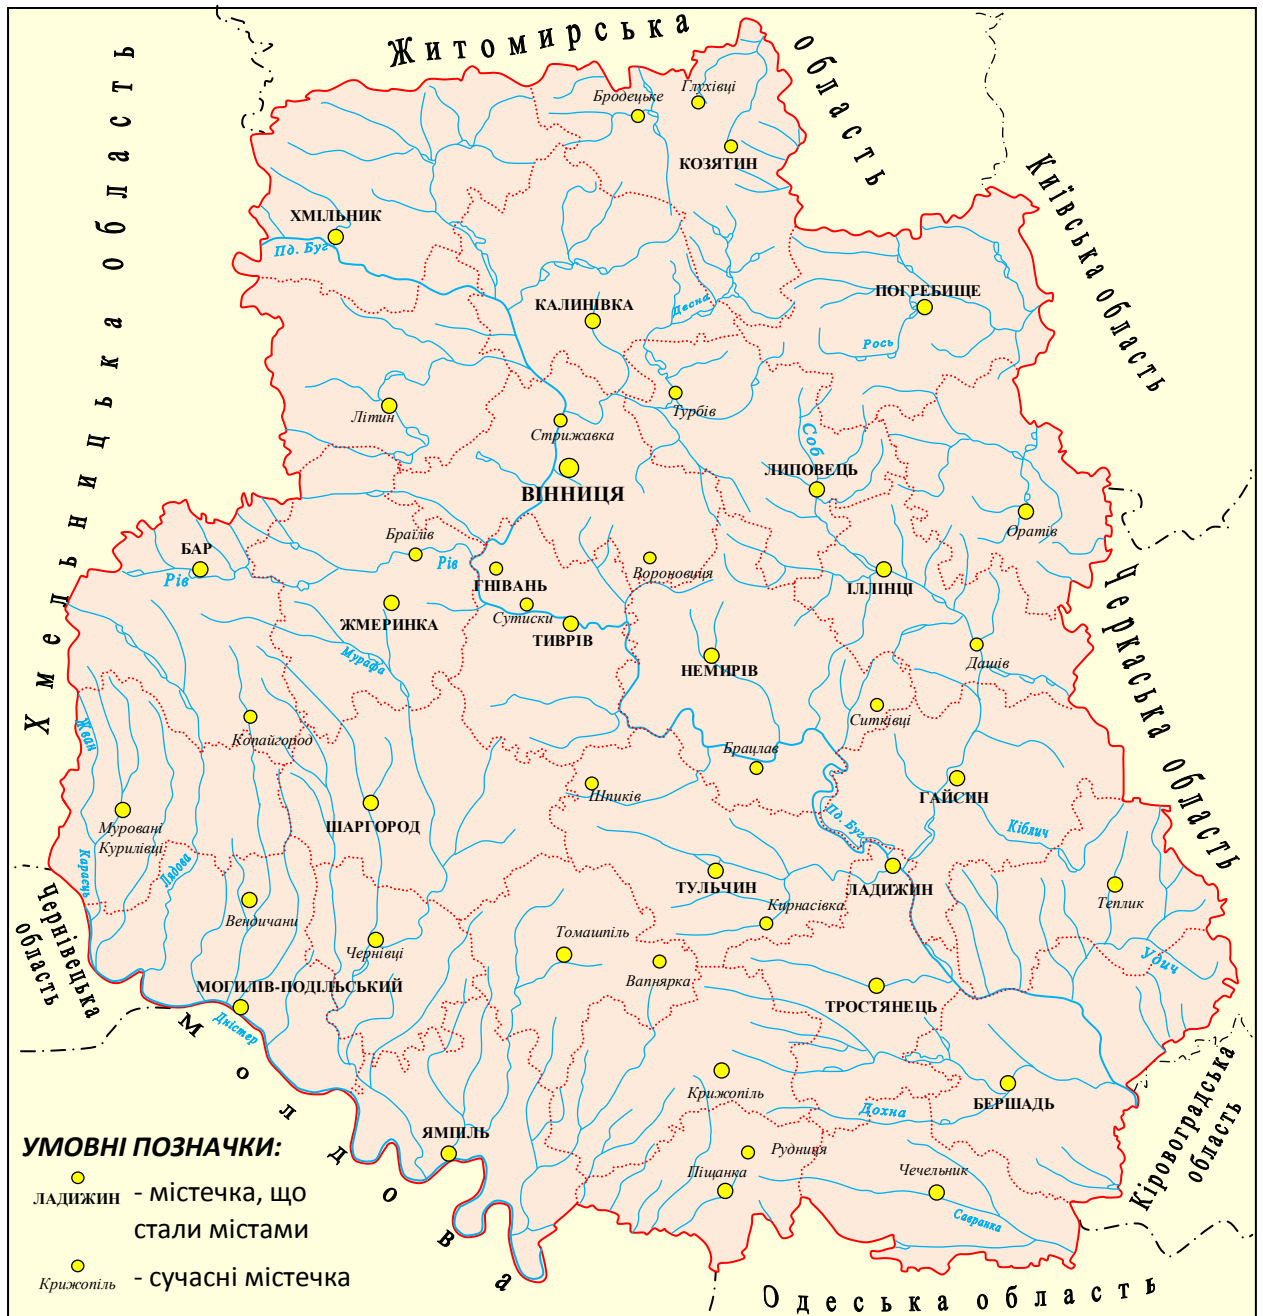 Житомирська область
Київська область
Хмельницька область
Черкаська область
Чернівецька
область
Кіровоградська
область
Одеська область
Молдова
Глухівці
Бродецьке
КОЗЯТИН
ХМІЛЬНИК
Пд. Буг
ПОГРЕБИЩЕ
КАЛИНІВКА
Десна
Рось
Літин
Турбів
Стрижавка
Соб
ЛИПОВЕЦЬ
ВІННИЦЯ
Оратів
Браїлів
БАР
Рів
Рів
Вороновиця
ГНІВАНЬ
ІЛЛІНЦІ
Сутиски
ЖМЕРИНКА
ТИВРІВ
Мурафа
Дашів
НЕМИРІВ
Ситківці
Жван
Копайгород
Брацлав
Шпиків
ГАЙСИН
Пд. Буг
Муровані
Курилівці
ШАРГОРОД
Кіблич
Караєць
Лядова
ТУЛЬЧИН
ЛАДИЖИН
Кирнасівка
Теплик
Вендичани
Томашпіль
Чернівці
Вапнярка
Удич
МОГИЛІВ-ПОДІЛЬСЬКИЙ
ТРОСТЯНЕЦЬ
Дністер
Крижопіль
БЕРШАДЬ
Дохна
ЯМПІЛЬ
Рудниця
Піщанка
Чечельник
Савранка
УМОВНІ ПОЗНАЧКИ:
ЛАДИЖИН - містечка, що
стали містами
Крижопіль - сучасні містечка